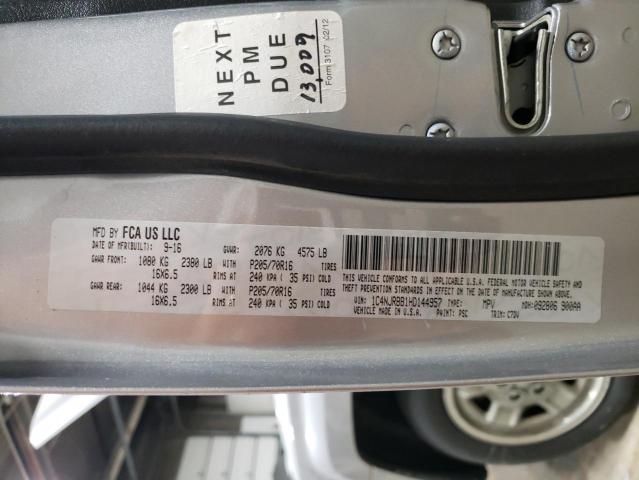 NEXT
PM
DUE
13,009
Form 3107 02/12
MFD BY FCA US LLC
DATE OF MFR(BUILT): 9-16 GVWR: 2076 KG 4575 LB
GAWR FRONT: 1080 KG 2380 LB WITH P205/70R16 TIRES
16X6.5 RIMS AT 240 KPA ( 35 PSI) COLD
GAWR REAR: 1044 KG 2300 LB WITH P205/70R16 TIRES
16X6.5 RIMS AT 240 KPA ( 35 PSI) COLD
THIS VEHICLE CONFORMS TO ALL APPLICABLE U.S.A. FEDERAL MOTOR VEHICLE SAFETY AND
THEFT PREVENTION STANDARDS IN EFFECT ON THE DATE OF MANUFACTURE SHOWN ABOVE.
VIN: 1C4NJRBB1HD144957 TYPE: MPV MDH: 092806 900AA
VEHICLE MADE IN U.S.A. PAINT: PSC TRIM: C7DV